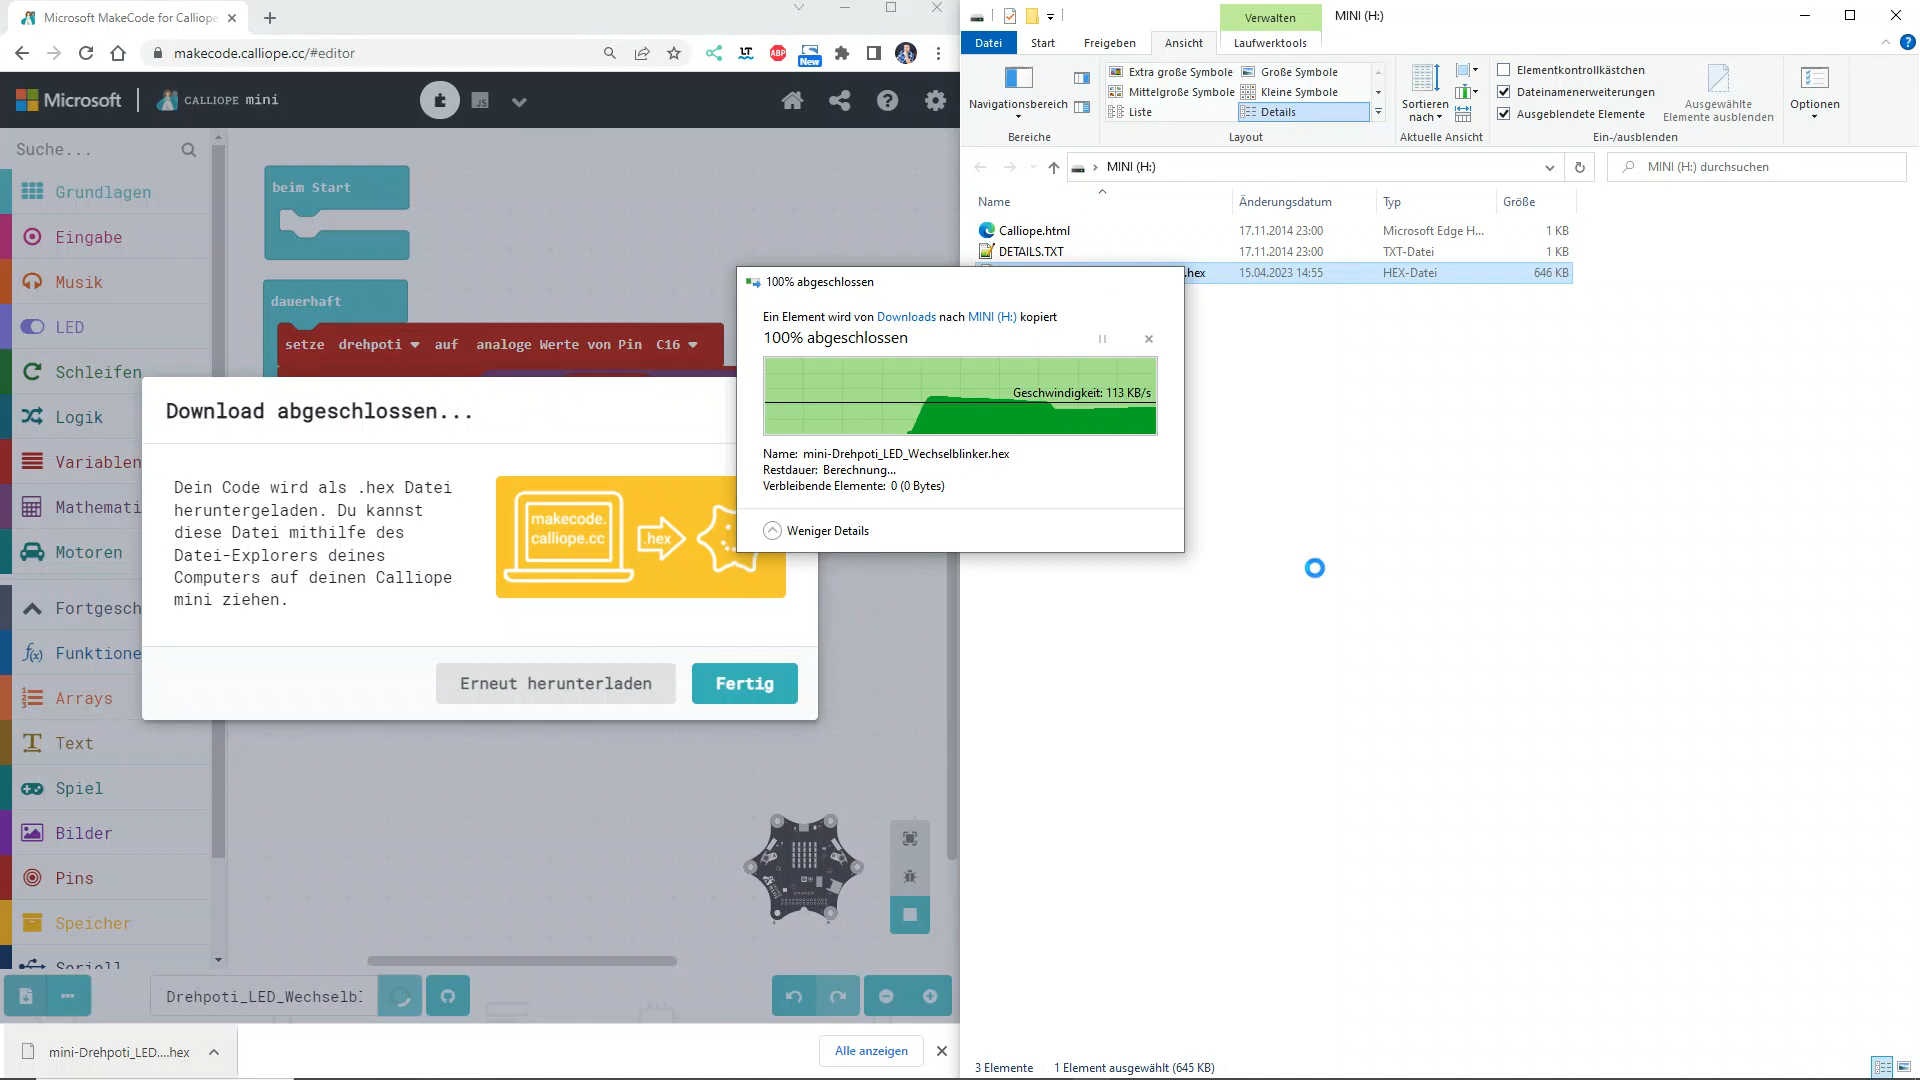 Microsoft MakeCode for Calliope
makecode.calliope.cc/#editor
New
Microsoft
CALLIOPE mini
JS
Suche...
Grundlagen
Eingabe
Musik
LED
Schleifen
Logik
Variablen
Mathemati
Motoren
Fortgesch
Funktione
Arrays
Text
Spiel
Bilder
Pins
Speicher
Seriell
beim Start
dauerhaft
setze drehpoti auf analoge Werte von Pin C16
Download abgeschlossen...
Dein Code wird als .hex Datei
heruntergeladen. Du kannst
diese Datei mithilfe des
Datei-Explorers deines
Computers auf deinen Calliope
mini ziehen.
makecode.
calliope.cc
.hex
Erneut herunterladen
Fertig
Drehpoti_LED_Wechselbl
mini-Drehpoti_LED....hex
Alle anzeigen
Verwalten
MINI (H:)
Datei
Start
Freigeben
Ansicht
Laufwerktools
Navigationsbereich
Bereiche
Extra große Symbole
Große Symbole
Mittelgroße Symbole
Kleine Symbole
Liste
Details
Layout
Sortieren
nach
Aktuelle Ansicht
Elementkontrollkästchen
Dateinamenerweiterungen
Ausgeblendete Elemente
Ausgewählte
Elemente ausblenden
Ein-/ausblenden
Optionen
MINI (H:)
MINI (H:) durchsuchen
Name
Änderungsdatum
Typ
Größe
Calliope.html
17.11.2014 23:00
Microsoft Edge H...
1 KB
DETAILS.TXT
17.11.2014 23:00
TXT-Datei
1 KB
.hex
15.04.2023 14:55
HEX-Datei
646 KB
100% abgeschlossen
Ein Element wird von Downloads nach MINI (H:) kopiert
100% abgeschlossen
Geschwindigkeit: 113 KB/s
Name: mini-Drehpoti_LED_Wechselblinker.hex
Restdauer: Berechnung...
Verbleibende Elemente: 0 (0 Bytes)
Weniger Details
3 Elemente
1 Element ausgewählt (645 KB)